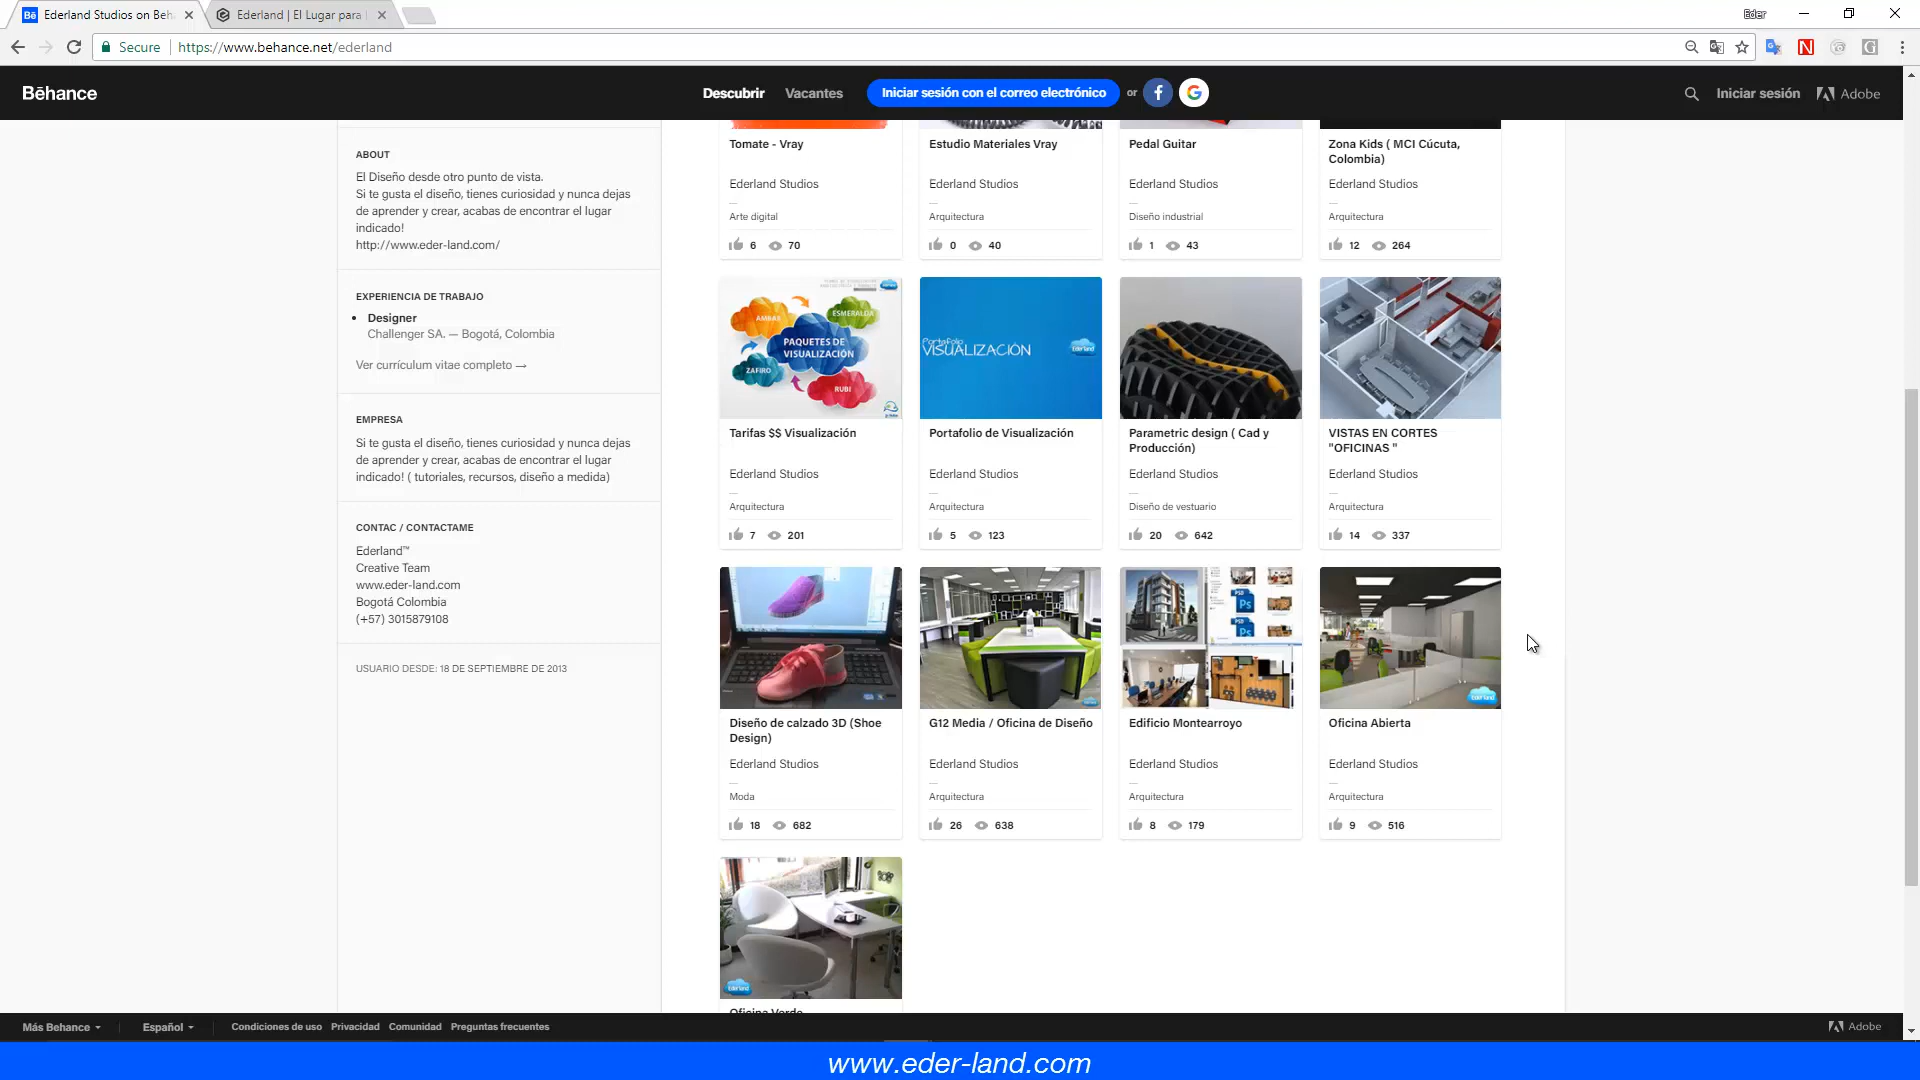 Ederland Studios on Beh
Ederland | El Lugar para
Eder
Secure
https://www.behance.net/ederland
Bēhance
Descubrir
Vacantes
Iniciar sesión con el correo electrónico
or
Iniciar sesión
Adobe
ABOUT
El Diseño desde otro punto de vista.
Si te gusta el diseño, tienes curiosidad y nunca dejas
de aprender y crear, acabas de encontrar el lugar
indicado!
http://www.eder-land.com/
EXPERIENCIA DE TRABAJO
Designer
Challenger SA. — Bogotá, Colombia
Ver currículum vitae completo →
EMPRESA
Si te gusta el diseño, tienes curiosidad y nunca dejas
de aprender y crear, acabas de encontrar el lugar
indicado! ( tutoriales, recursos, diseño a medida)
CONTAC / CONTACTAME
Ederland™
Creative Team
www.eder-land.com
Bogotá Colombia
(+57) 3015879108
USUARIO DESDE: 18 DE SEPTIEMBRE DE 2013
Tomate - Vray
Ederland Studios
Arte digital
6 70
Estudio Materiales Vray
Ederland Studios
Arquitectura
0 40
Pedal Guitar
Ederland Studios
Diseño industrial
1 43
Zona Kids ( MCI Cúcuta,
Colombia)
Ederland Studios
Arquitectura
12 264
AMBAR
ESMERALDA
PAQUETES DE
VISUALIZACIÓN
ZAFIRO
RUBI
Tarifas $$ Visualización
Ederland Studios
Arquitectura
7 201
Portafolio
VISUALIZACIÓN
Portafolio de Visualización
Ederland Studios
Arquitectura
5 123
Parametric design ( Cad y
Producción)
Ederland Studios
Diseño de vestuario
20 642
VISTAS EN CORTES
"OFICINAS "
Ederland Studios
Arquitectura
14 337
Diseño de calzado 3D (Shoe
Design)
Ederland Studios
Moda
18 682
G12 Media / Oficina de Diseño
Ederland Studios
Arquitectura
26 638
PSD
Ps
PSD
Ps
Edificio Montearroyo
Ederland Studios
Arquitectura
8 179
Ederland
Oficina Abierta
Ederland Studios
Arquitectura
9 516
Ederland
Oficina Verde
Más Behance
Español
Condiciones de uso
Privacidad
Comunidad
Preguntas frecuentes
Adobe
www.eder-land.com